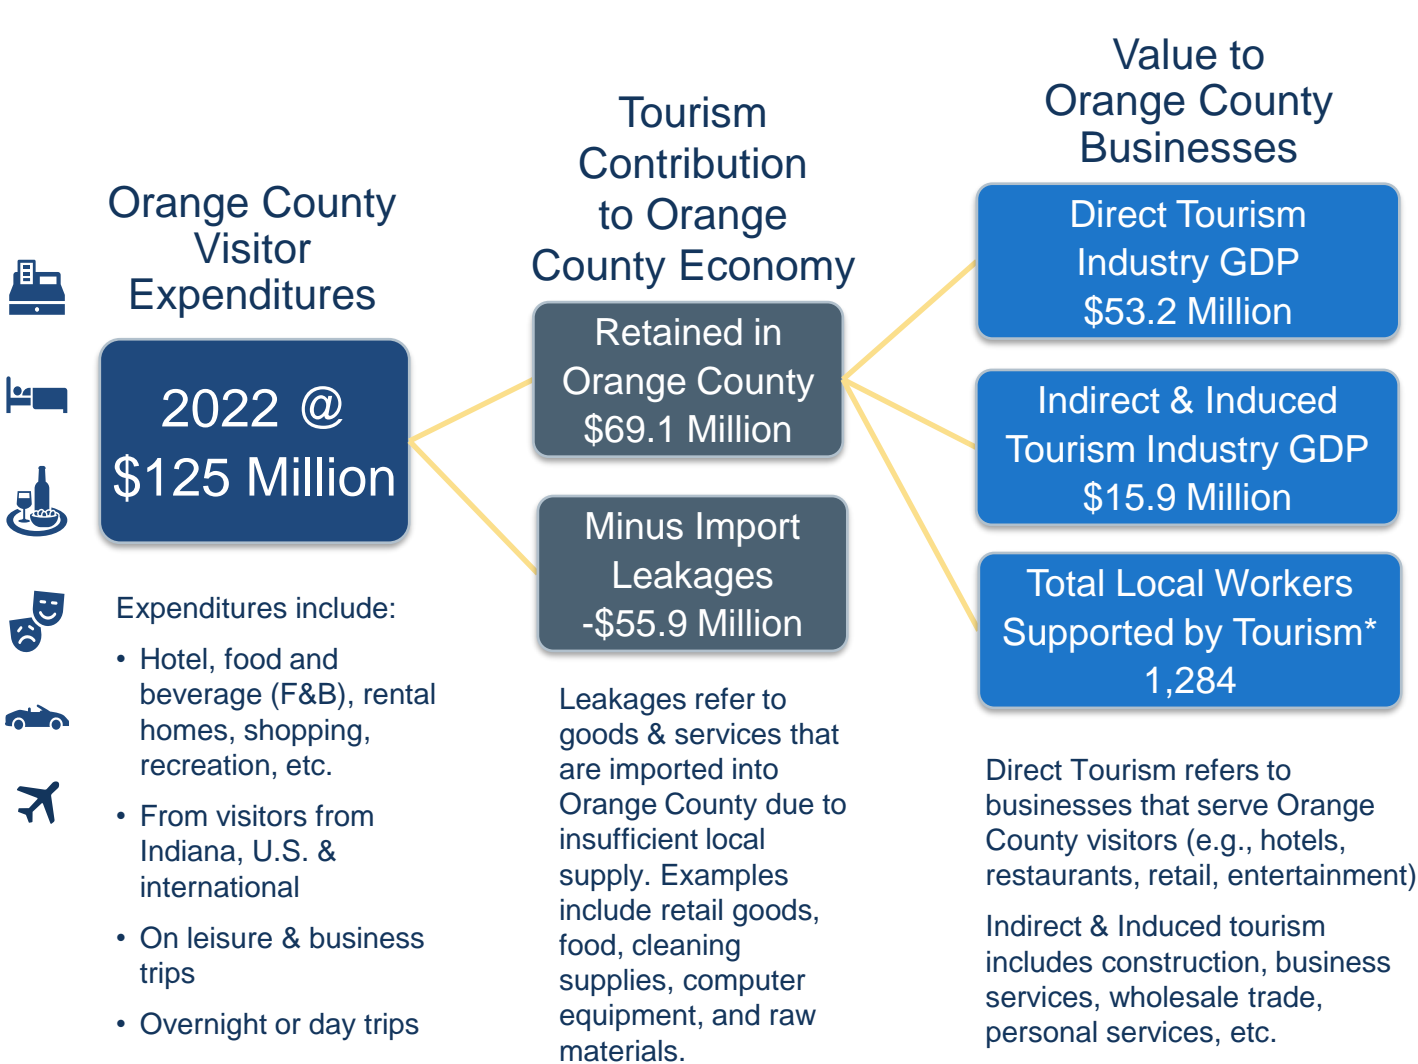 Orange County
Visitor
Expenditures
2022 @
$125 Million
Expenditures include:
• Hotel, food and
beverage (F&B), rental
homes, shopping,
recreation, etc.
• From visitors from
Indiana, U.S. &
international
• On leisure & business
trips
• Overnight or day trips
Tourism
Contribution
to Orange
County Economy
Retained in
Orange County
$69.1 Million
Minus Import
Leakages
-$55.9 Million
Leakages refer to
goods & services that
are imported into
Orange County due to
insufficient local
supply. Examples
include retail goods,
food, cleaning
supplies, computer
equipment, and raw
materials.
Value to
Orange County
Businesses
Direct Tourism
Industry GDP
$53.2 Million
Indirect & Induced
Tourism Industry GDP
$15.9 Million
Total Local Workers
Supported by Tourism*
1,284
Direct Tourism refers to
businesses that serve Orange
County visitors (e.g., hotels,
restaurants, retail, entertainment)
Indirect & Induced tourism
includes construction, business
services, wholesale trade,
personal services, etc.